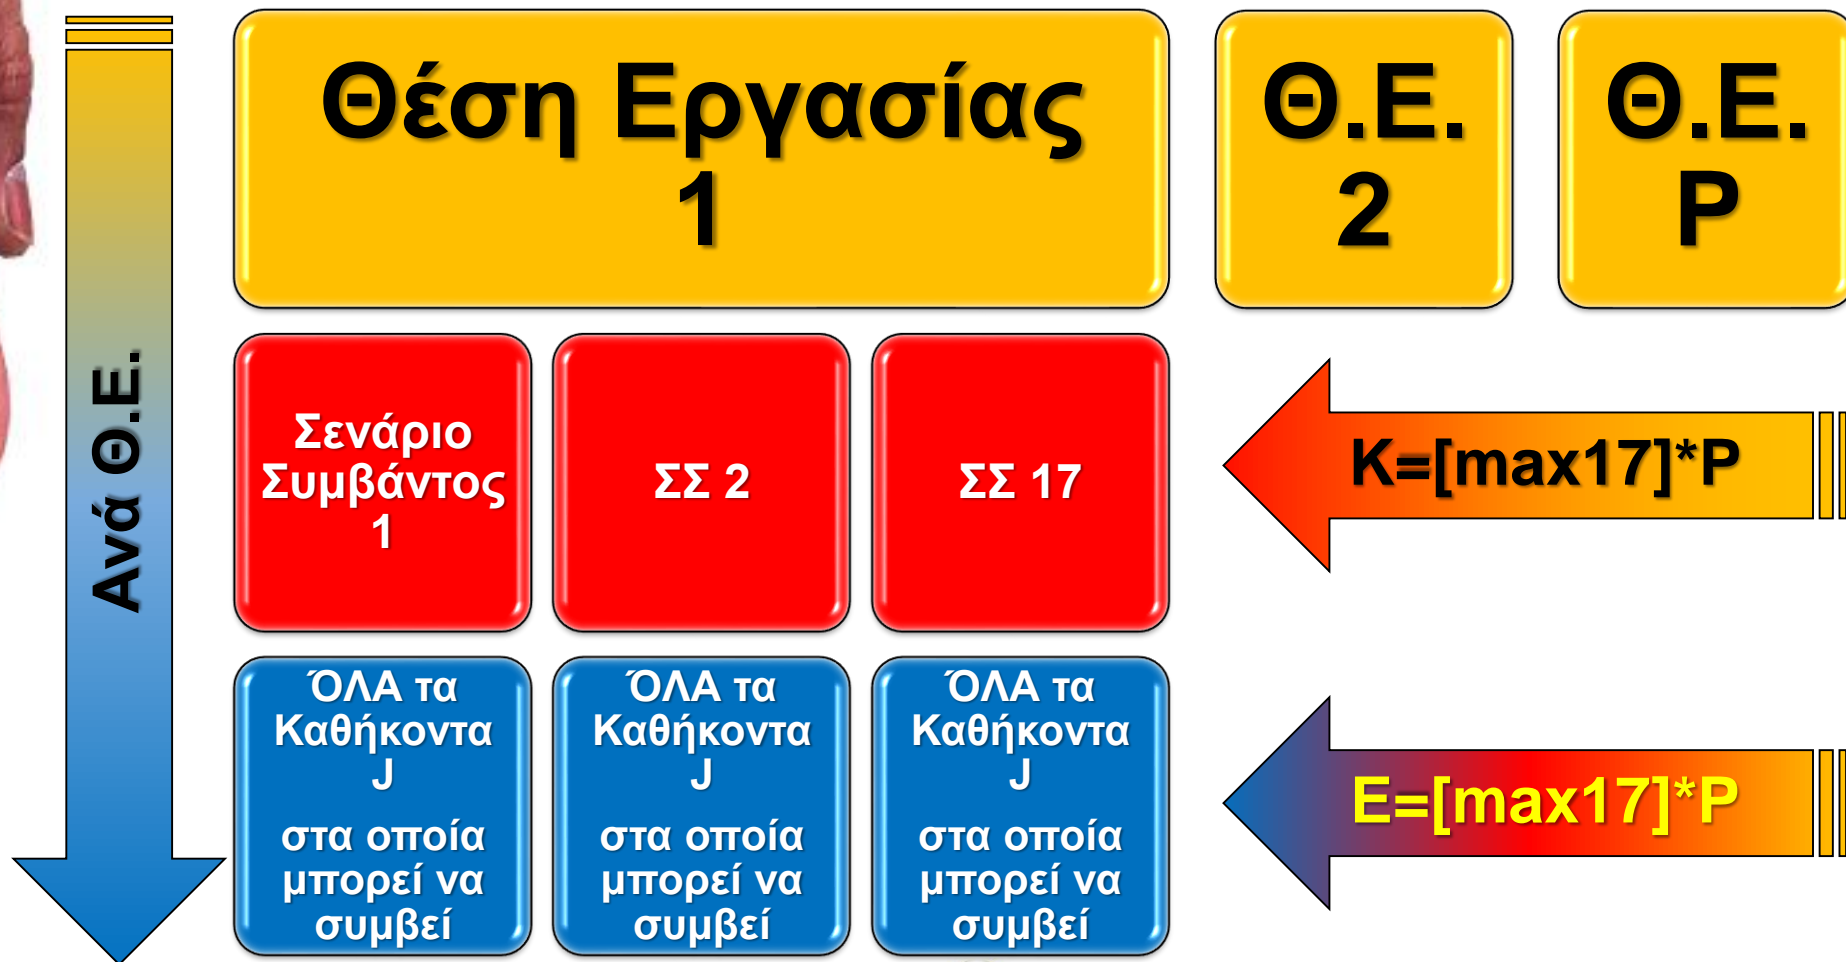 Θέση Εργασίας
1
Θ.Ε.
2
Θ.Ε.
P
Ανά Θ.Ε.
Σενάριο
Συμβάντος
1
ΣΣ 2
ΣΣ 17
K=[max17]*P
ΌΛΑ τα
Καθήκοντα
J
στα οποία
μπορεί να
συμβεί
ΌΛΑ τα
Καθήκοντα
J
στα οποία
μπορεί να
συμβεί
ΌΛΑ τα
Καθήκοντα
J
στα οποία
μπορεί να
συμβεί
E=[max17]*P